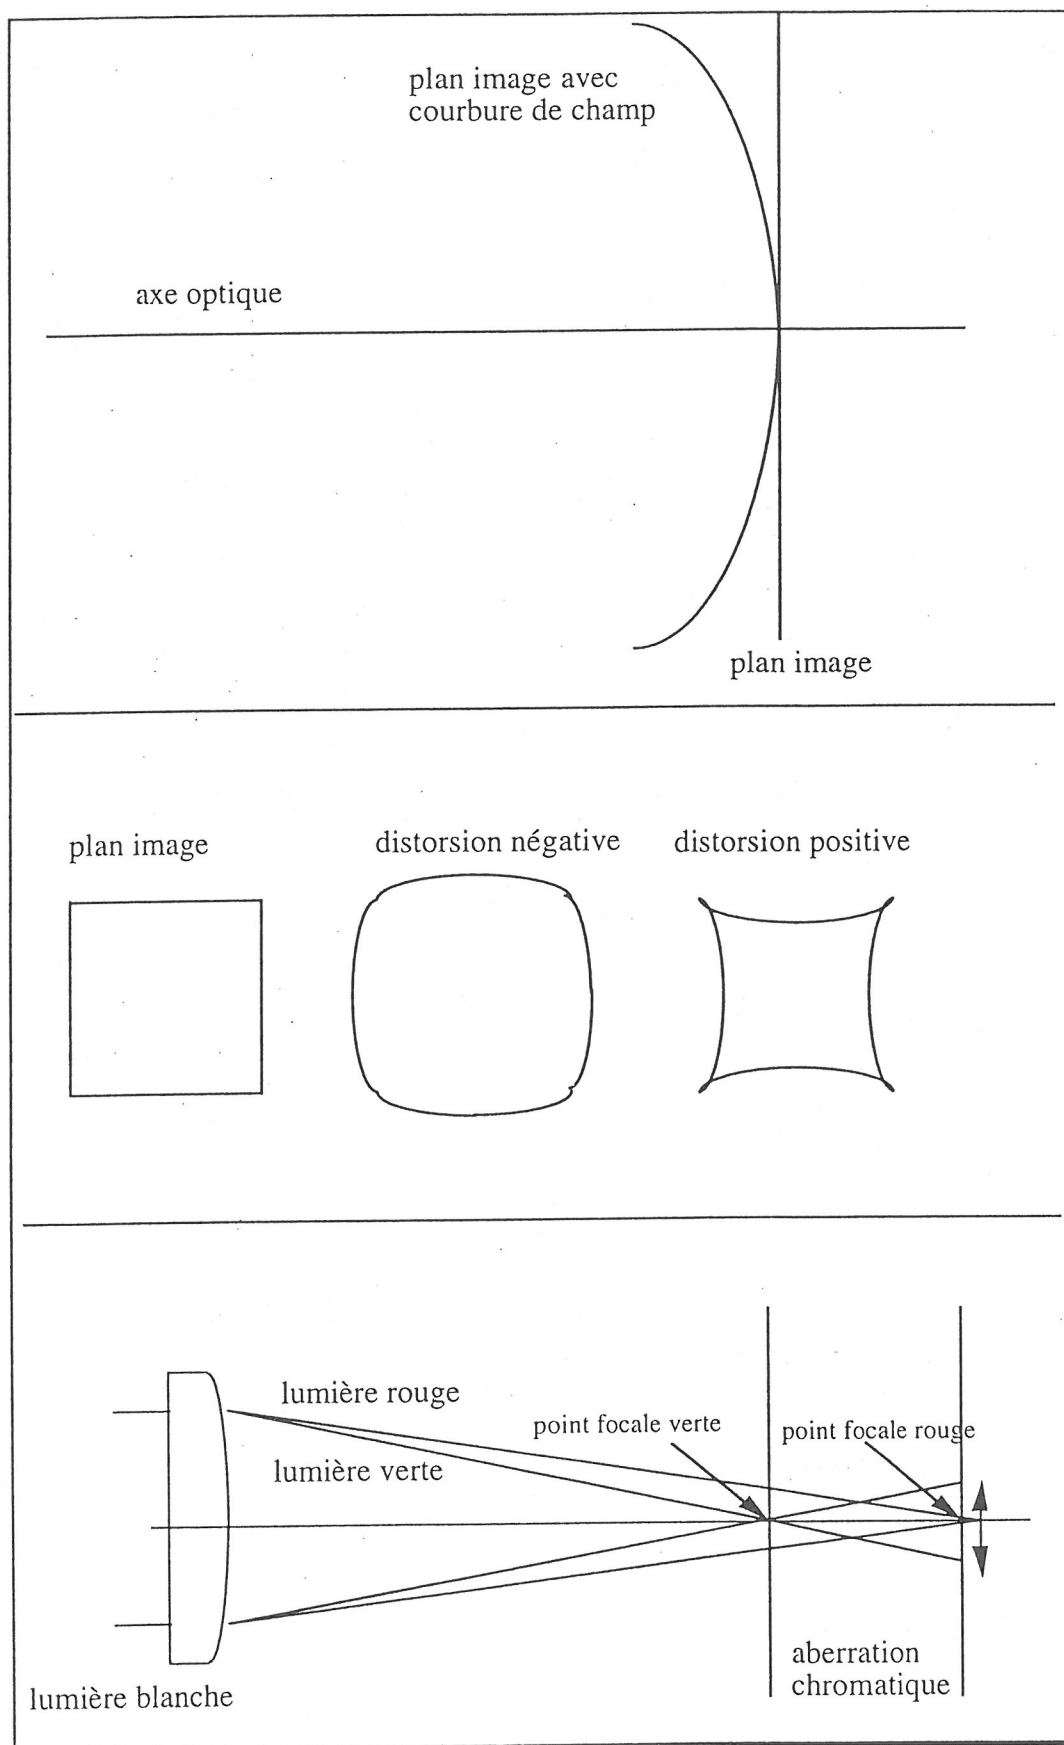 plan image avec
courbure de champ
axe optique
plan image
plan image
distorsion négative
distorsion positive
lumière rouge
point focale verte
point focale rouge
lumière verte
aberration
chromatique
lumière blanche